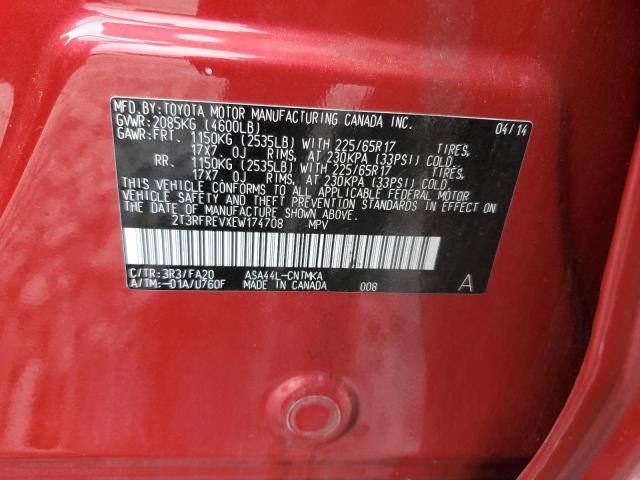 MFD.BY:TOYOTA MOTOR MANUFACTURING CANADA INC. 04/14
GVWR:2085KG (4600LB)
GAWR:FRT. 1150KG (2535LB) WITH 225/65R17 TIRES,
17X7.0J RIMS, AT 230KPA (33PSI) COLD
RR. 1150KG (2535LB) WITH 225/65R17 TIRES,
17X7.0J RIMS, AT 230KPA (33PSI) COLD.
THIS VEHICLE CONFORMS TO ALL APPLICABLE FEDERAL MOTOR
VEHICLE SAFETY AND THEFT PREVENTION STANDARDS IN EFFECT
ON THE DATE OF MANUFACTURE SHOWN ABOVE.
2T3RFREVXEW174708 MPV
C/TR:3R3/FA20 ASA44L-CNTMKA
A/TM:-01A/U760F MADE IN CANADA 008 A